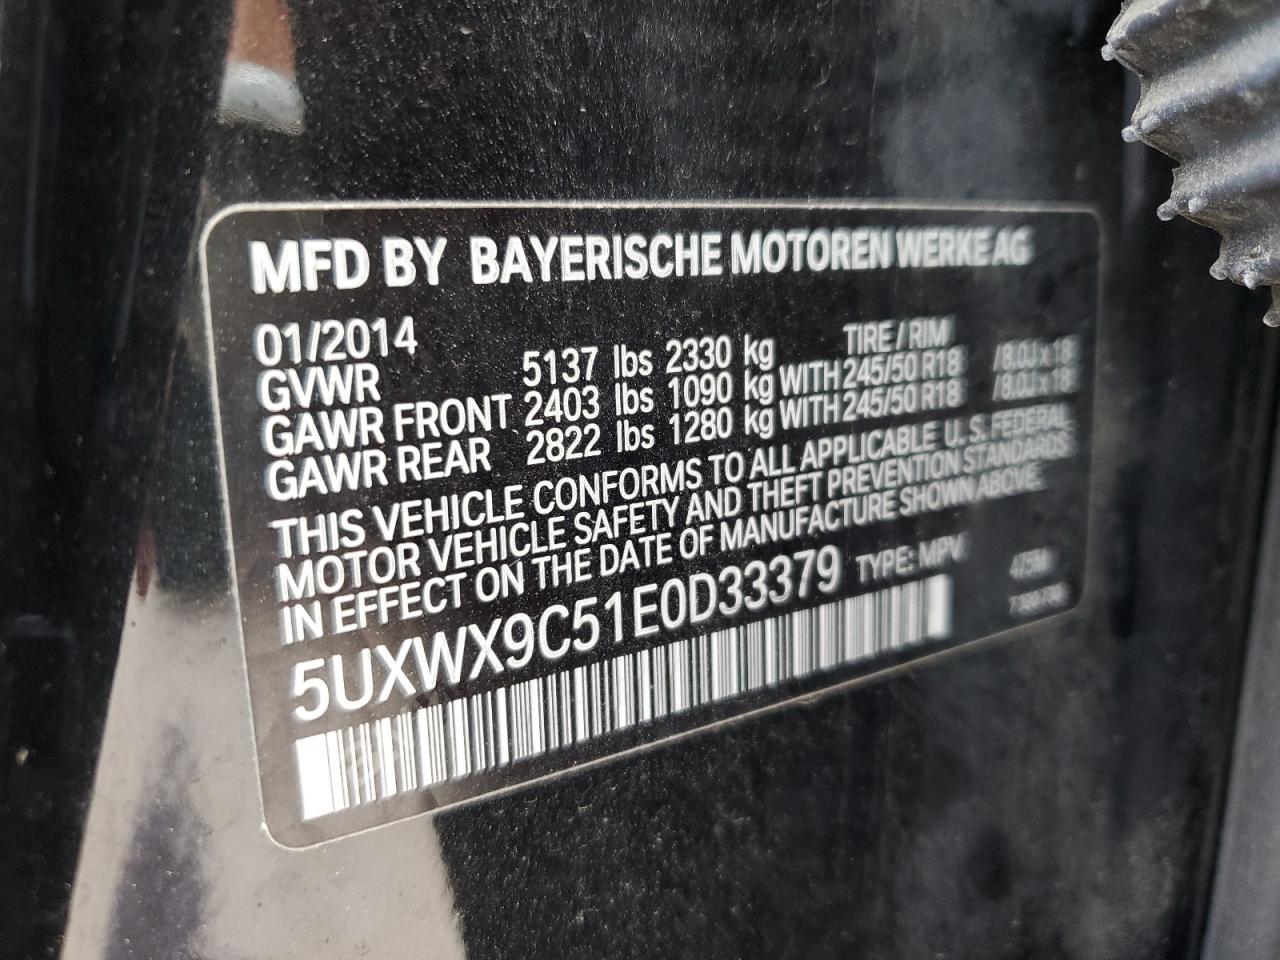 MFD BY BAYERISCHE MOTOREN WERKE AG
01/2014 TIRE / RIM
GVWR 5137 lbs 2330 kg
GAWR FRONT 2403 lbs 1090 kg WITH 245/50 R18 /8.0J x 18
GAWR REAR 2822 lbs 1280 kg WITH 245/50 R18 /8.0J x 18
THIS VEHICLE CONFORMS TO ALL APPLICABLE U.S. FEDERAL
MOTOR VEHICLE SAFETY AND THEFT PREVENTION STANDARDS
IN EFFECT ON THE DATE OF MANUFACTURE SHOWN ABOVE.
5UXWX9C51E0D33379 TYPE: MPV
475M